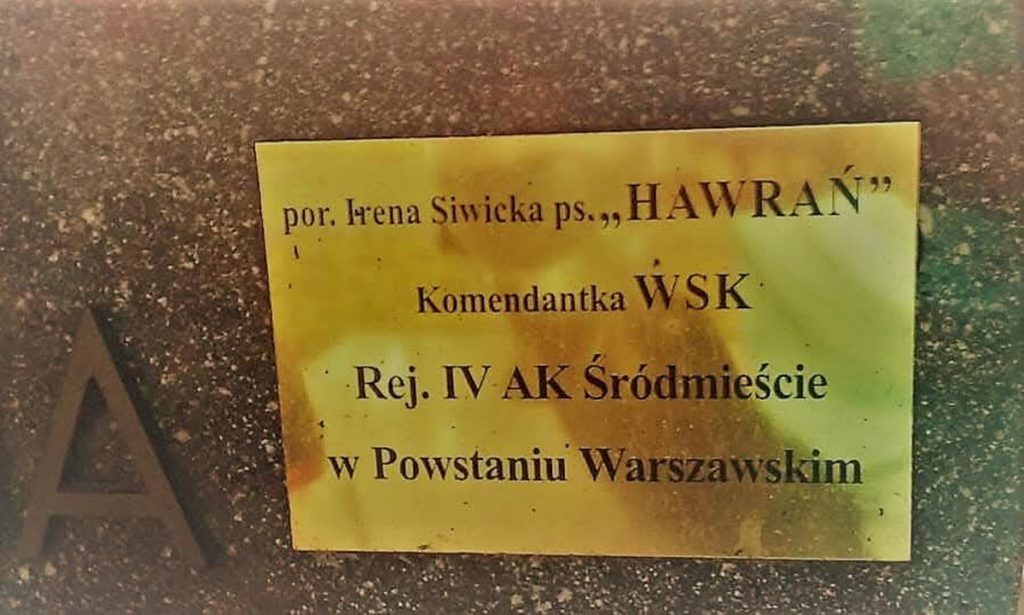 por. Irena Siwicka ps. „HAWRAŃ”
Komendantka WSK
Rej. IV AK Śródmieście
w Powstaniu Warszawskim
A